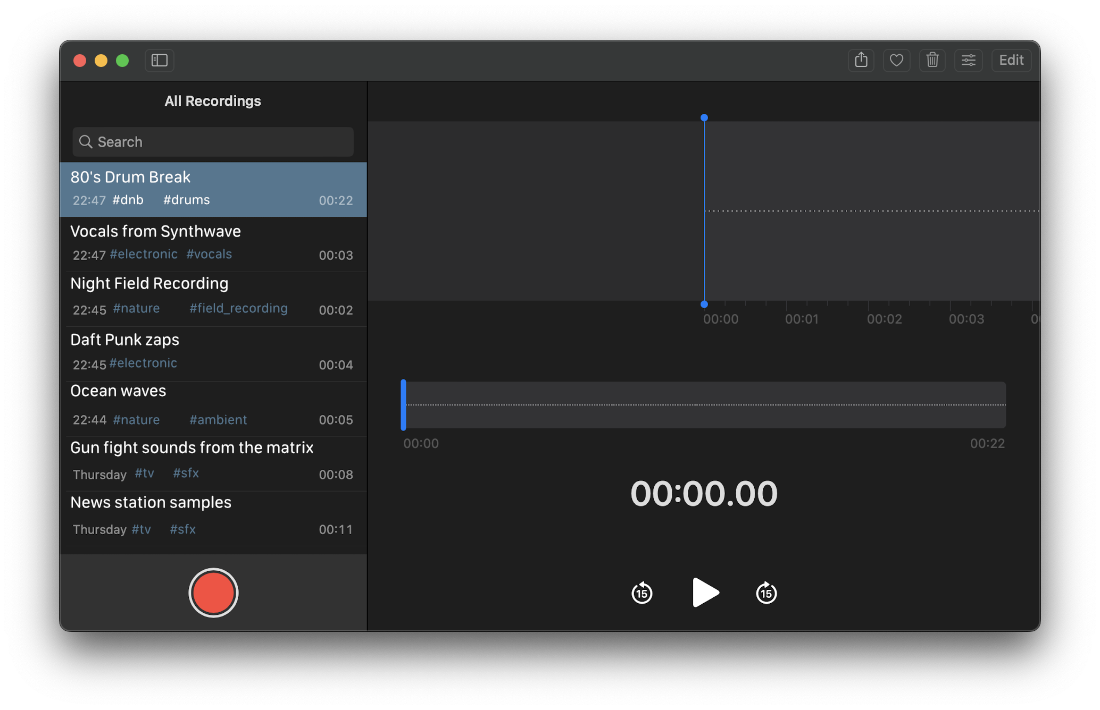 Edit
All Recordings
Search
80's Drum Break
22:47 #dnb #drums 00:22
Vocals from Synthwave
22:47 #electronic #vocals 00:03
Night Field Recording
22:45 #nature #field_recording 00:02
Daft Punk zaps
22:45 #electronic 00:04
Ocean waves
22:44 #nature #ambient 00:05
Gun fight sounds from the matrix
Thursday #tv #sfx 00:08
News station samples
Thursday #tv #sfx 00:11
00:00 00:01 00:02 00:03
00:00 00:22
00:00.00
15 15